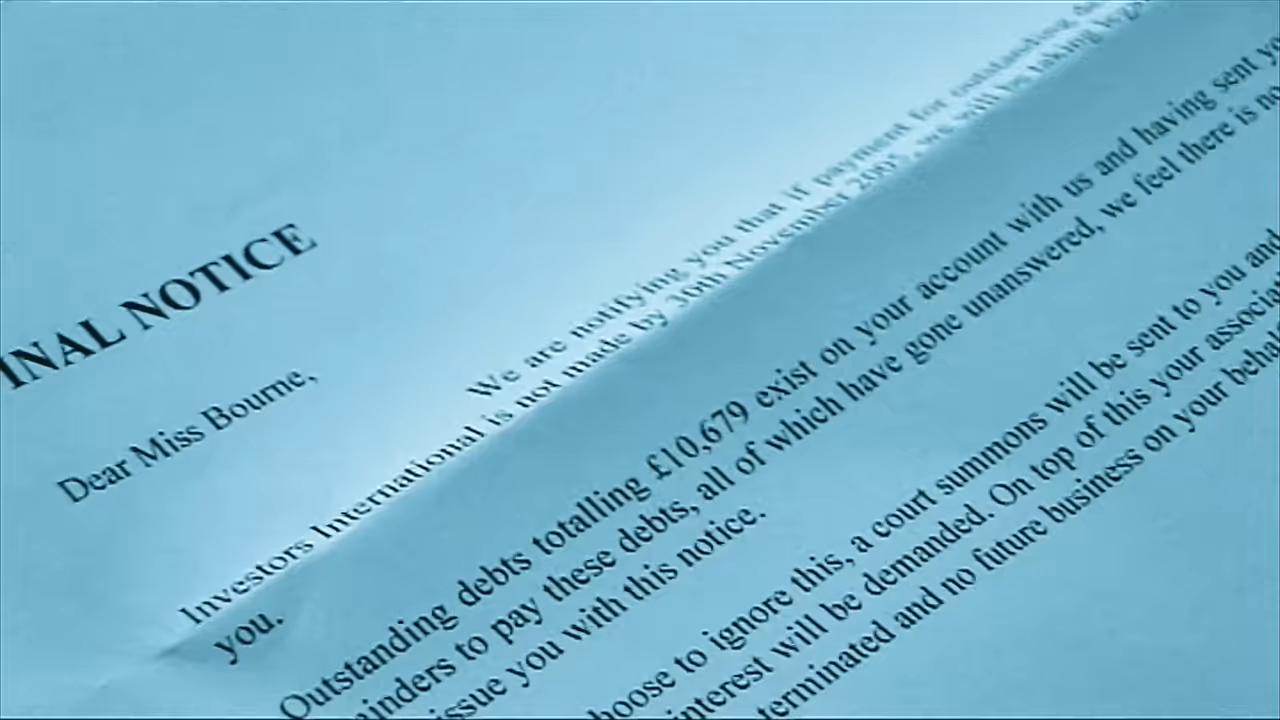 INAL NOTICE
Dear Miss Bourne,
We are notifying you that if payment for outstanding
Investors International is not made by 30th November 2005, we will be taking
you.
Outstanding debts totalling £10,679 exist on your account with us and having sent
inders to pay these debts, all of which have gone unanswered, we feel there is no
issue you with this notice.
hoose to ignore this, a court summons will be sent to you and
interest will be demanded. On top of this your associat
terminated and no future business on your behal